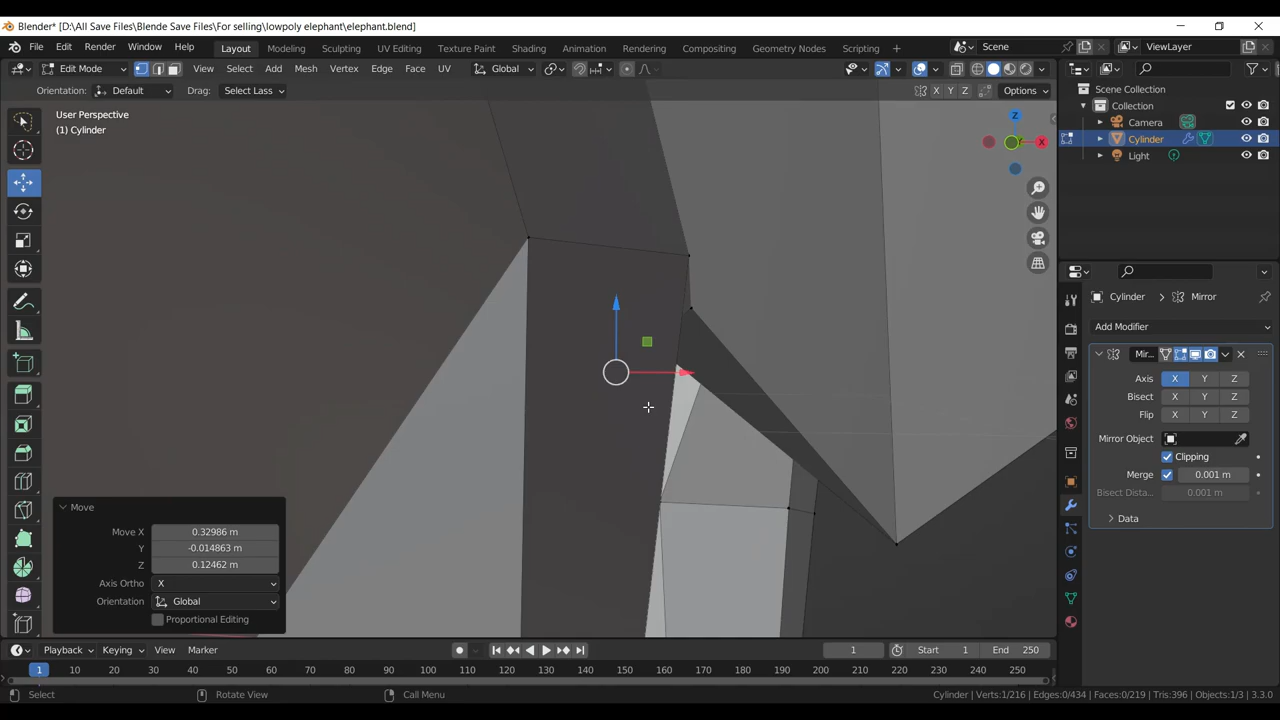 Blender* [D:\All Save Files\Blende Save Files\For selling\lowpoly elephant\elephant.blend]
File Edit Render Window Help Layout Modeling Sculpting UV Editing Texture Paint Shading Animation Rendering Compositing Geometry Nodes Scripting + Scene ViewLayer
Edit Mode View Select Add Mesh Vertex Edge Face UV Global
Orientation: Default Drag: Select Lass X Y Z Options
Scene Collection
Collection
Camera
Cylinder
Light
User Perspective
(1) Cylinder
Z
X
Cylinder > Mirror
Add Modifier
Mir...
Axis X Y Z
Bisect X Y Z
Flip X Y Z
Mirror Object
Clipping
Merge 0.001 m
Bisect Dista... 0.001 m
Data
Move
Move X 0.32986 m
Y -0.014863 m
Z 0.12462 m
Axis Ortho X
Orientation Global
Proportional Editing
Playback Keying View Marker 1 Start 1 End 250
1 10 20 30 40 50 60 70 80 90 100 110 120 130 140 150 160 170 180 190 200 210 220 230 240 250
Select Rotate View Call Menu Cylinder | Verts:1/216 | Edges:0/434 | Faces:0/219 | Tris:396 | Objects:1/3 | 3.3.0